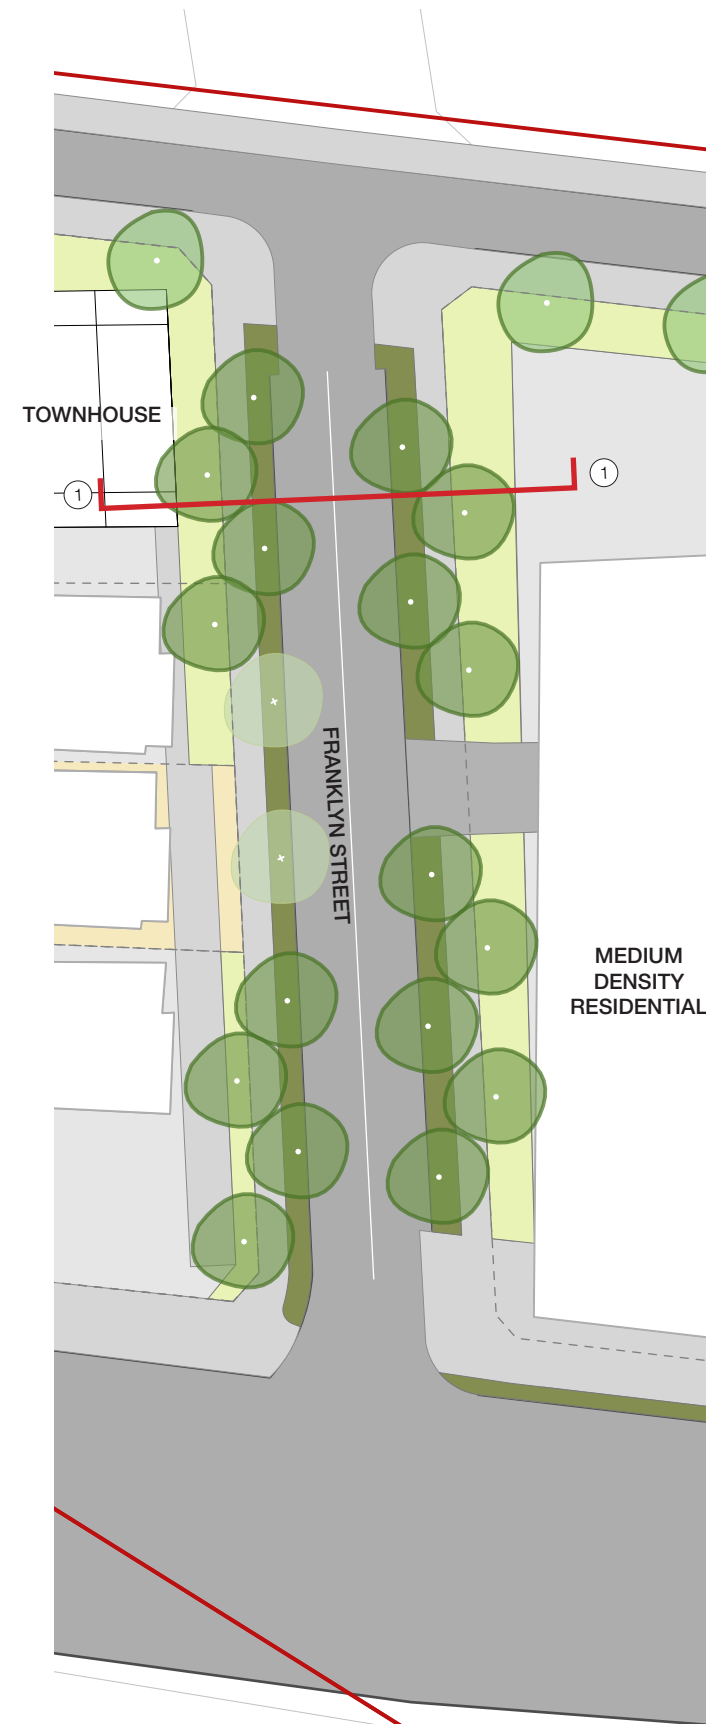 TOWNHOUSE
1
1
FRANKLYN STREET
MEDIUM
DENSITY
RESIDENTIAL